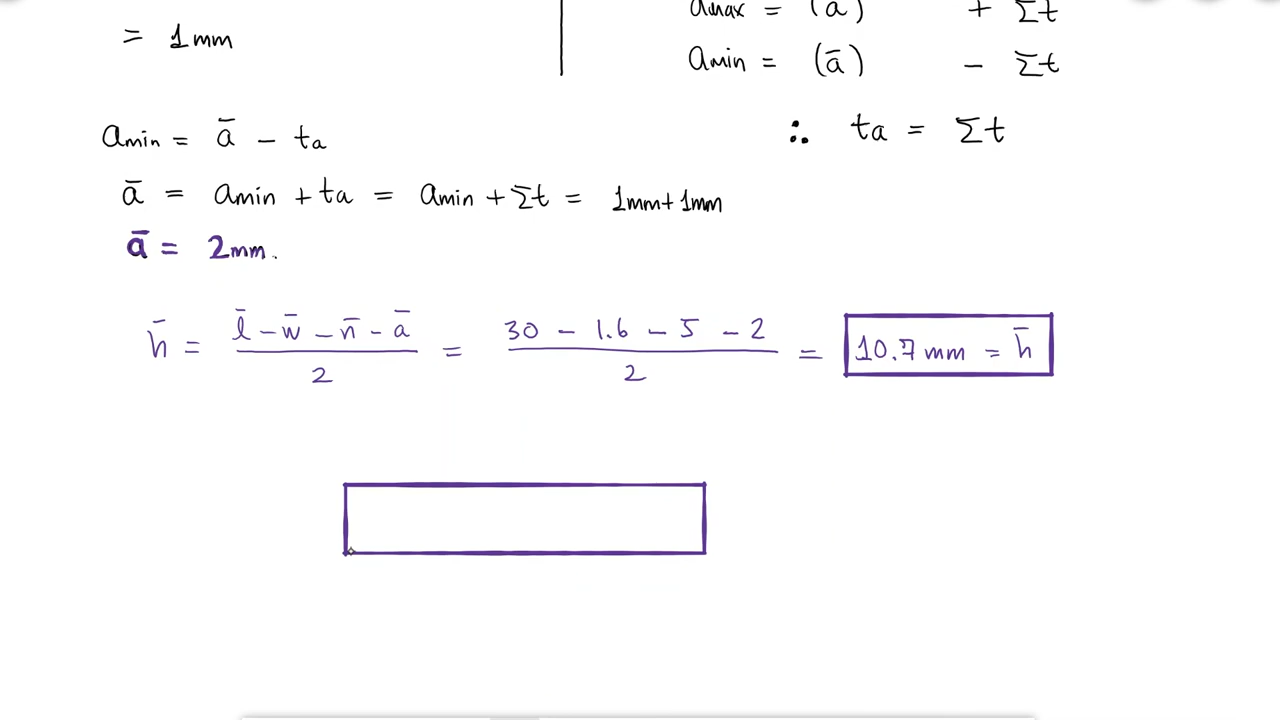 amax = (ā) + Σt
= 1mm
amin = (ā) - Σt
amin = ā - ta
∴ ta = Σt
ā = amin + ta = amin + Σt = 1mm + 1mm
ā = 2mm.
h̄ = (l̄ - w̄ - n̄ - ā)/2 = (30 - 1.6 - 5 - 2)/2 = 10.7 mm = h̄